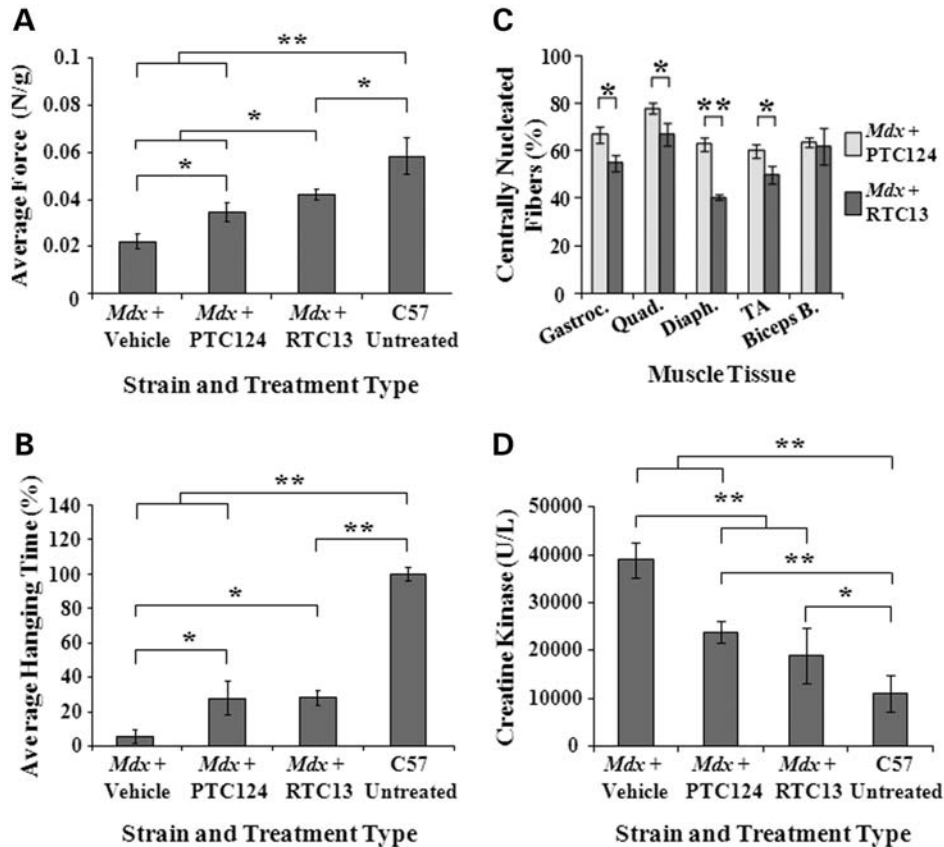 A
Average Force (N/g)
0.1
0.08
0.06
0.04
0.02
0
**
*
*
*
Mdx + Vehicle
Mdx + PTC124
Mdx + RTC13
C57 Untreated
Strain and Treatment Type
B
Average Hanging Time (%)
140
120
100
80
60
40
20
0
**
**
*
*
Mdx + Vehicle
Mdx + PTC124
Mdx + RTC13
C57 Untreated
Strain and Treatment Type
C
Centrally Nucleated
Fibers (%)
100
80
60
40
20
0
*
*
**
*
Mdx +
PTC124
Mdx +
RTC13
Gastroc.
Quad.
Diaph.
TA
Biceps B.
Muscle Tissue
D
Creatine Kinase (U/L)
50000
40000
30000
20000
10000
0
**
**
**
*
Mdx + Vehicle
Mdx + PTC124
Mdx + RTC13
C57 Untreated
Strain and Treatment Type